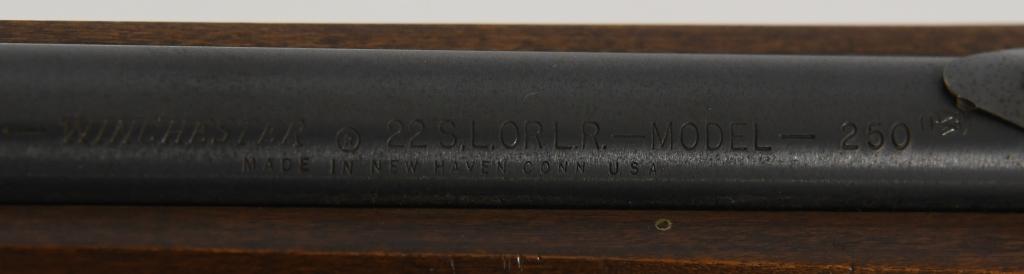 — WINCHESTER ® 22 S.L.OR L.R. — MODEL — 250
MADE IN NEW HAVEN CONN USA